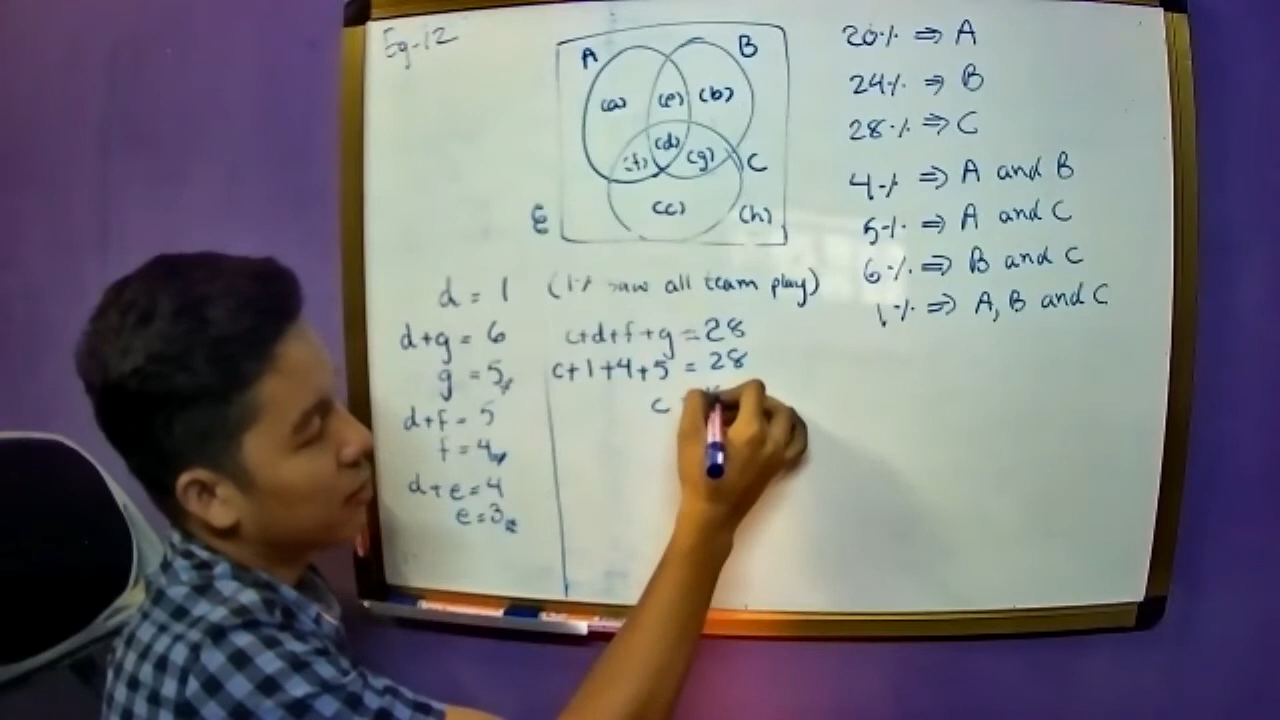 Eg-12
A
B
(a) (e) (b)
(d)
(f) (g) C
(c) (h)
ξ
20% ⇒ A
24% ⇒ B
28% ⇒ C
4% ⇒ A and B
5% ⇒ A and C
6% ⇒ B and C
1% ⇒ A, B and C
d = 1 (1% saw all team play)
d+g = 6
g = 5
d+f = 5
f = 4
d+e = 4
e = 3
c+d+f+g = 28
c+1+4+5 = 28
c